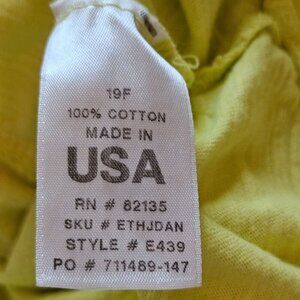 19F
100% COTTON
MADE IN
USA
RN # 82135
SKU # ETHJDAN
STYLE # E439
PO # 711489-147